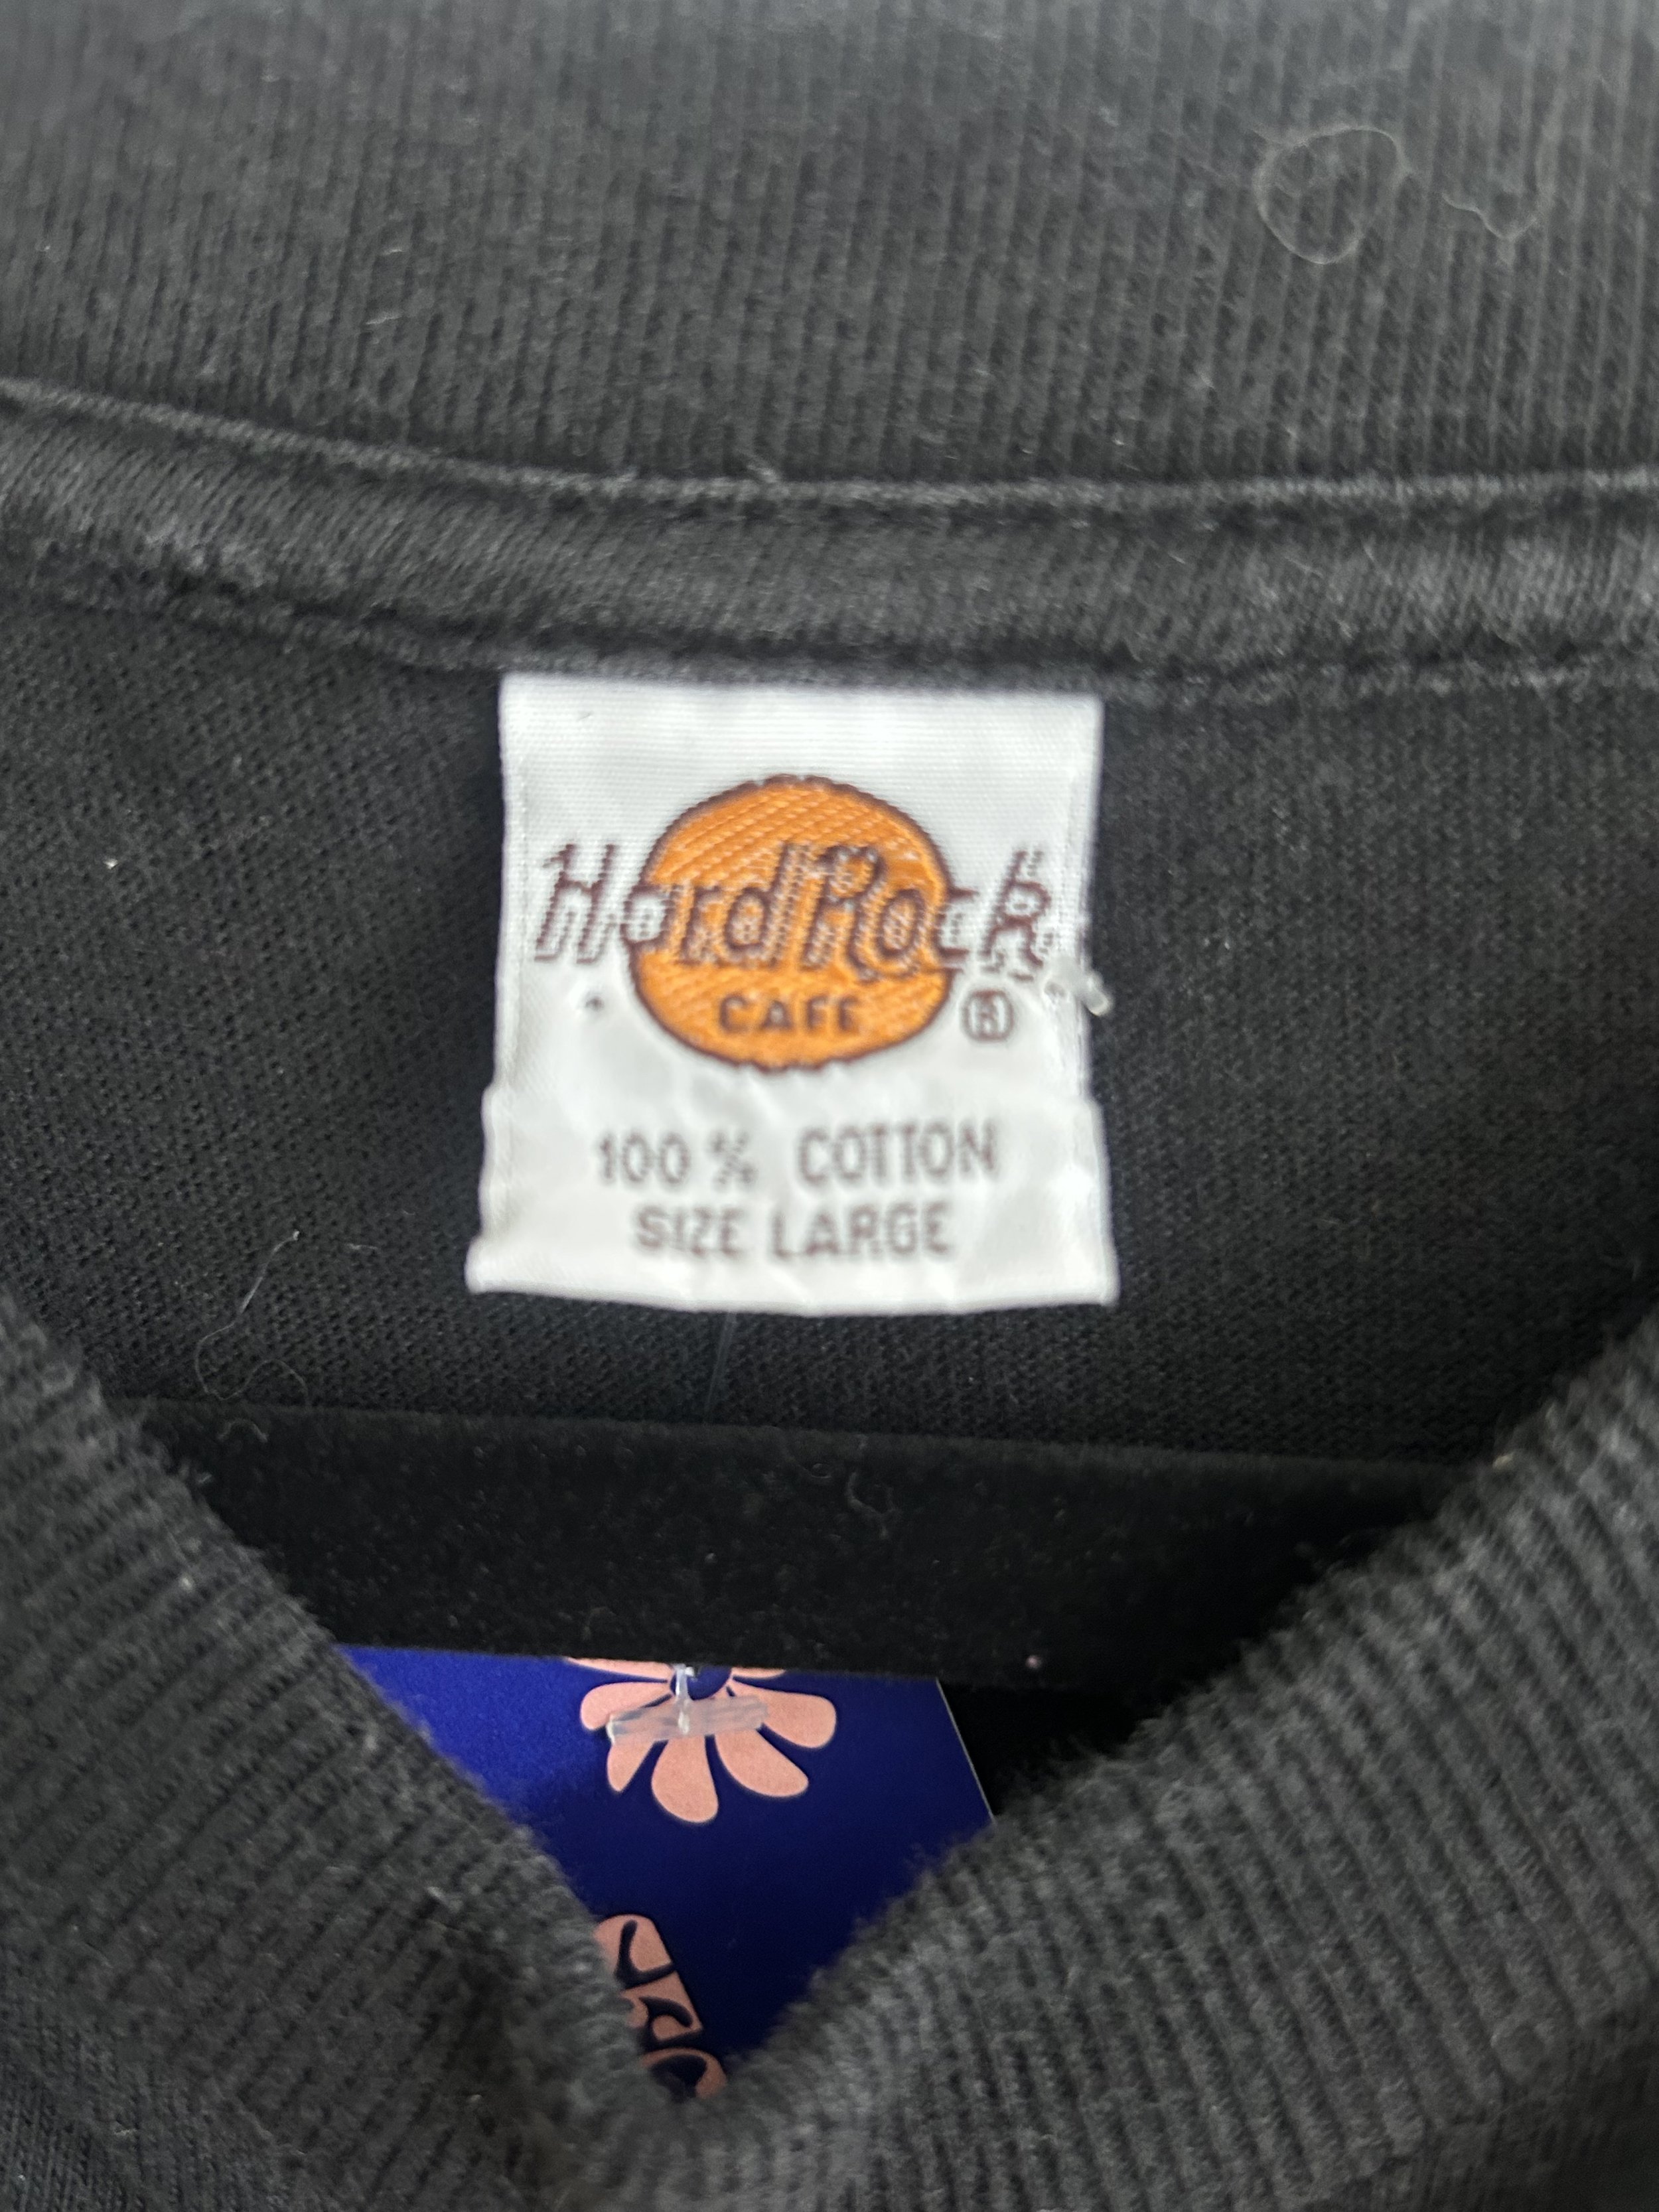 Hard Rock
CAFE ®
100% COTTON
SIZE LARGE